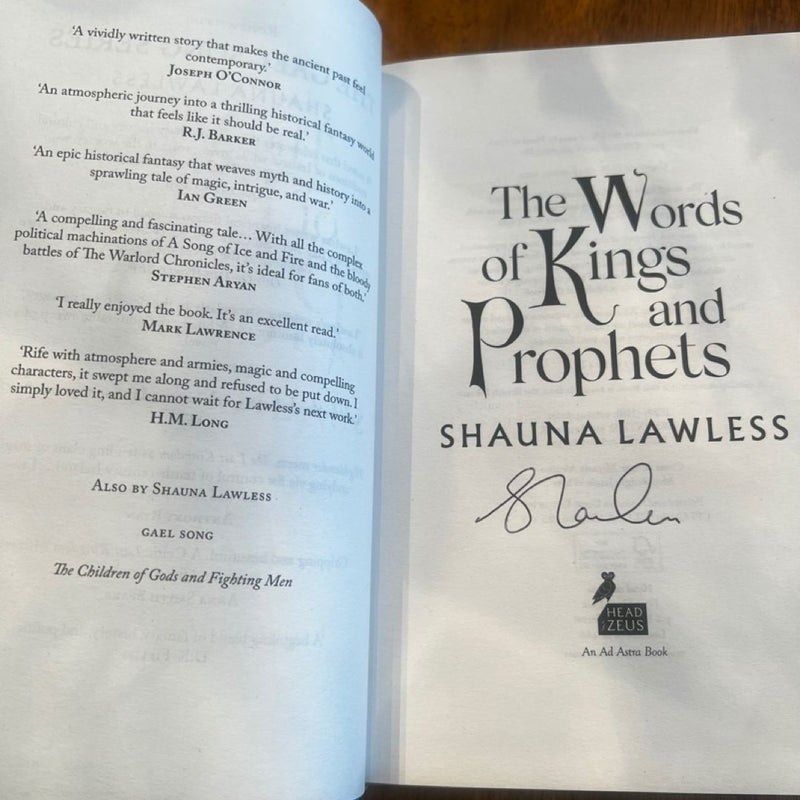 'A vividly written story that makes the ancient past feel
contemporary.'
Joseph O'Connor
'An atmospheric journey into a thrilling historical fantasy world
that feels like it should be real.'
R.J. Barker
'An epic historical fantasy that weaves myth and history into a
sprawling tale of magic, intrigue, and war.'
Ian Green
'A compelling and fascinating tale… With all the complex
political machinations of A Song of Ice and Fire and the bloody
battles of The Warlord Chronicles, it's ideal for fans of both.'
Stephen Aryan
'I really enjoyed the book. It's an excellent read.'
Mark Lawrence
'Rife with atmosphere and armies, magic and compelling
characters, it swept me along and refused to be put down. I
simply loved it, and I cannot wait for Lawless's next work.'
H.M. Long
Also by Shauna Lawless
GAEL SONG
The Children of Gods and Fighting Men
The Words
of Kings
and
Prophets
SHAUNA LAWLESS
HEAD
of ZEUS
An Ad Astra Book